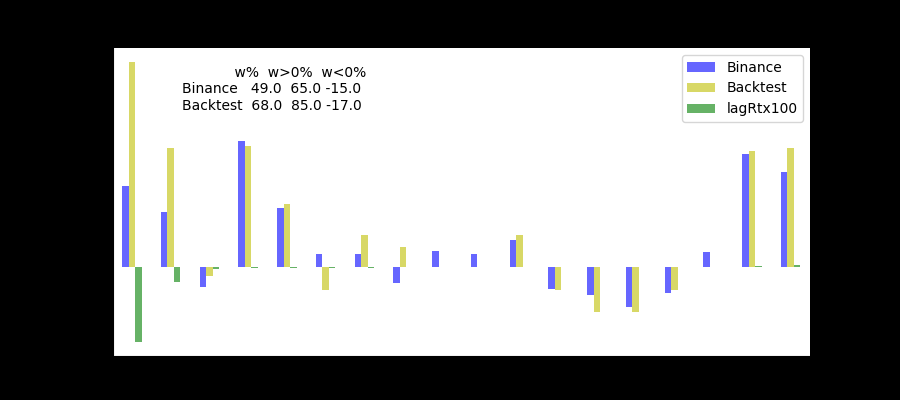 w% w>0% w<0%
Binance 49.0 65.0 -15.0
Backtest 68.0 85.0 -17.0
Binance
Backtest
lagRtx100